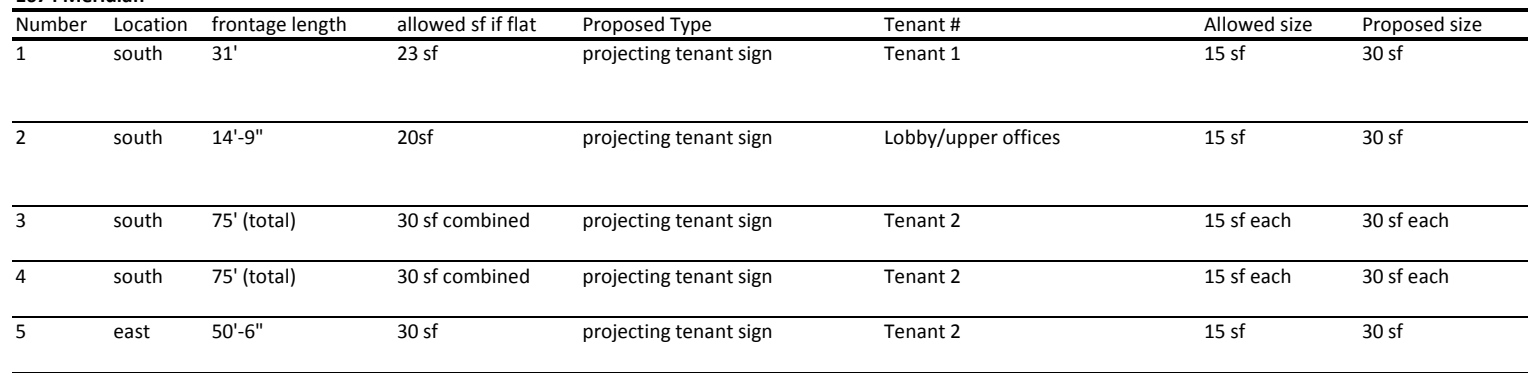 Number Location frontage length allowed sf if flat Proposed Type Tenant # Allowed size Proposed size
1 south 31' 23 sf projecting tenant sign Tenant 1 15 sf 30 sf
2 south 14'-9" 20sf projecting tenant sign Lobby/upper offices 15 sf 30 sf
3 south 75' (total) 30 sf combined projecting tenant sign Tenant 2 15 sf each 30 sf each
4 south 75' (total) 30 sf combined projecting tenant sign Tenant 2 15 sf each 30 sf each
5 east 50'-6" 30 sf projecting tenant sign Tenant 2 15 sf 30 sf